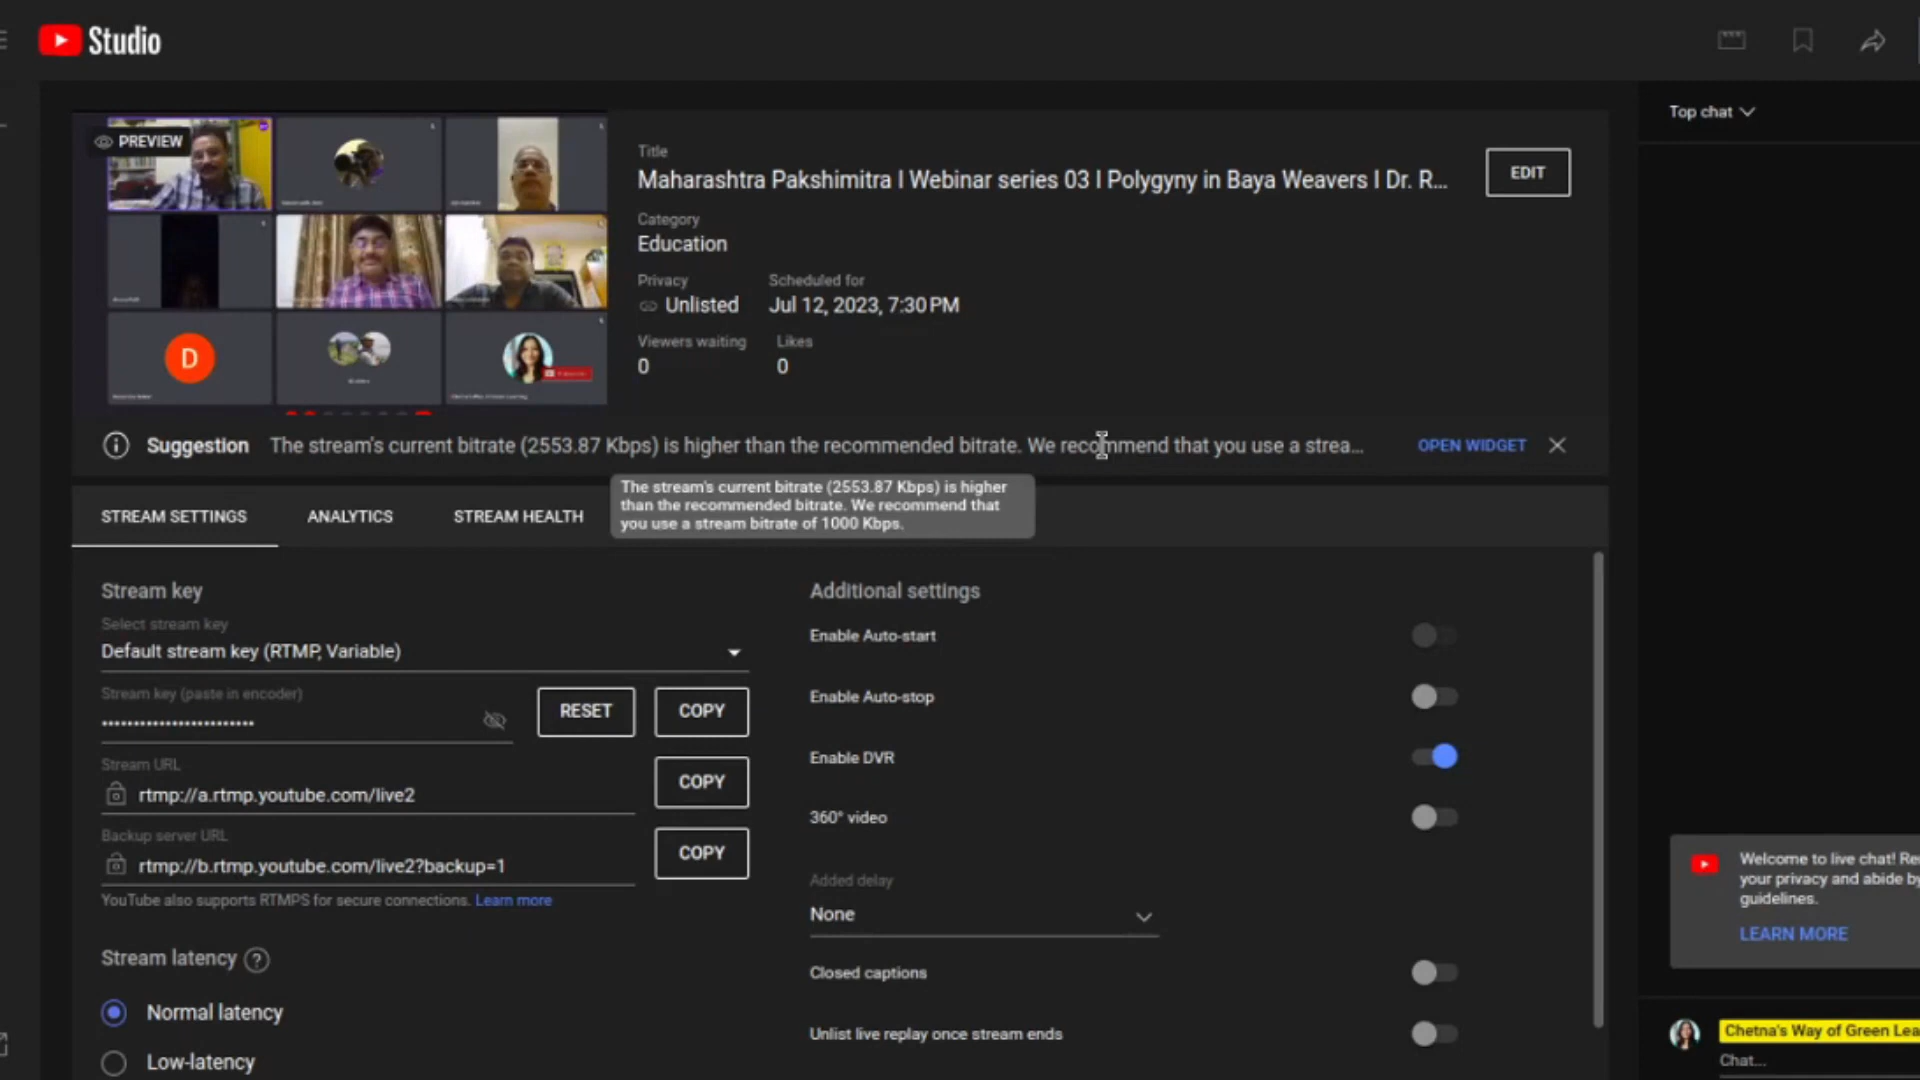 Studio
PREVIEW
D
Title
Maharashtra Pakshimitra I Webinar series 03 I Polygyny in Baya Weavers I Dr. R...
EDIT
Category
Education
Privacy
Scheduled for
Unlisted
Jul 12, 2023, 7:30 PM
Viewers waiting
Likes
0
0
Suggestion
The stream's current bitrate (2553.87 Kbps) is higher than the recommended bitrate. We recommend that you use a strea...
OPEN WIDGET
The stream's current bitrate (2553.87 Kbps) is higher
than the recommended bitrate. We recommend that
you use a stream bitrate of 1000 Kbps.
STREAM SETTINGS
ANALYTICS
STREAM HEALTH
Stream key
Select stream key
Default stream key (RTMP, Variable)
Stream key (paste in encoder)
RESET
COPY
Stream URL
rtmp://a.rtmp.youtube.com/live2
COPY
Backup server URL
rtmp://b.rtmp.youtube.com/live2?backup=1
COPY
YouTube also supports RTMPS for secure connections. Learn more
Stream latency ?
Normal latency
Low-latency
Additional settings
Enable Auto-start
Enable Auto-stop
Enable DVR
360° video
Added delay
None
Closed captions
Unlist live replay once stream ends
Top chat
Welcome to live chat! Re
your privacy and abide by
guidelines.
LEARN MORE
Chetna's Way of Green Lea
Chat...